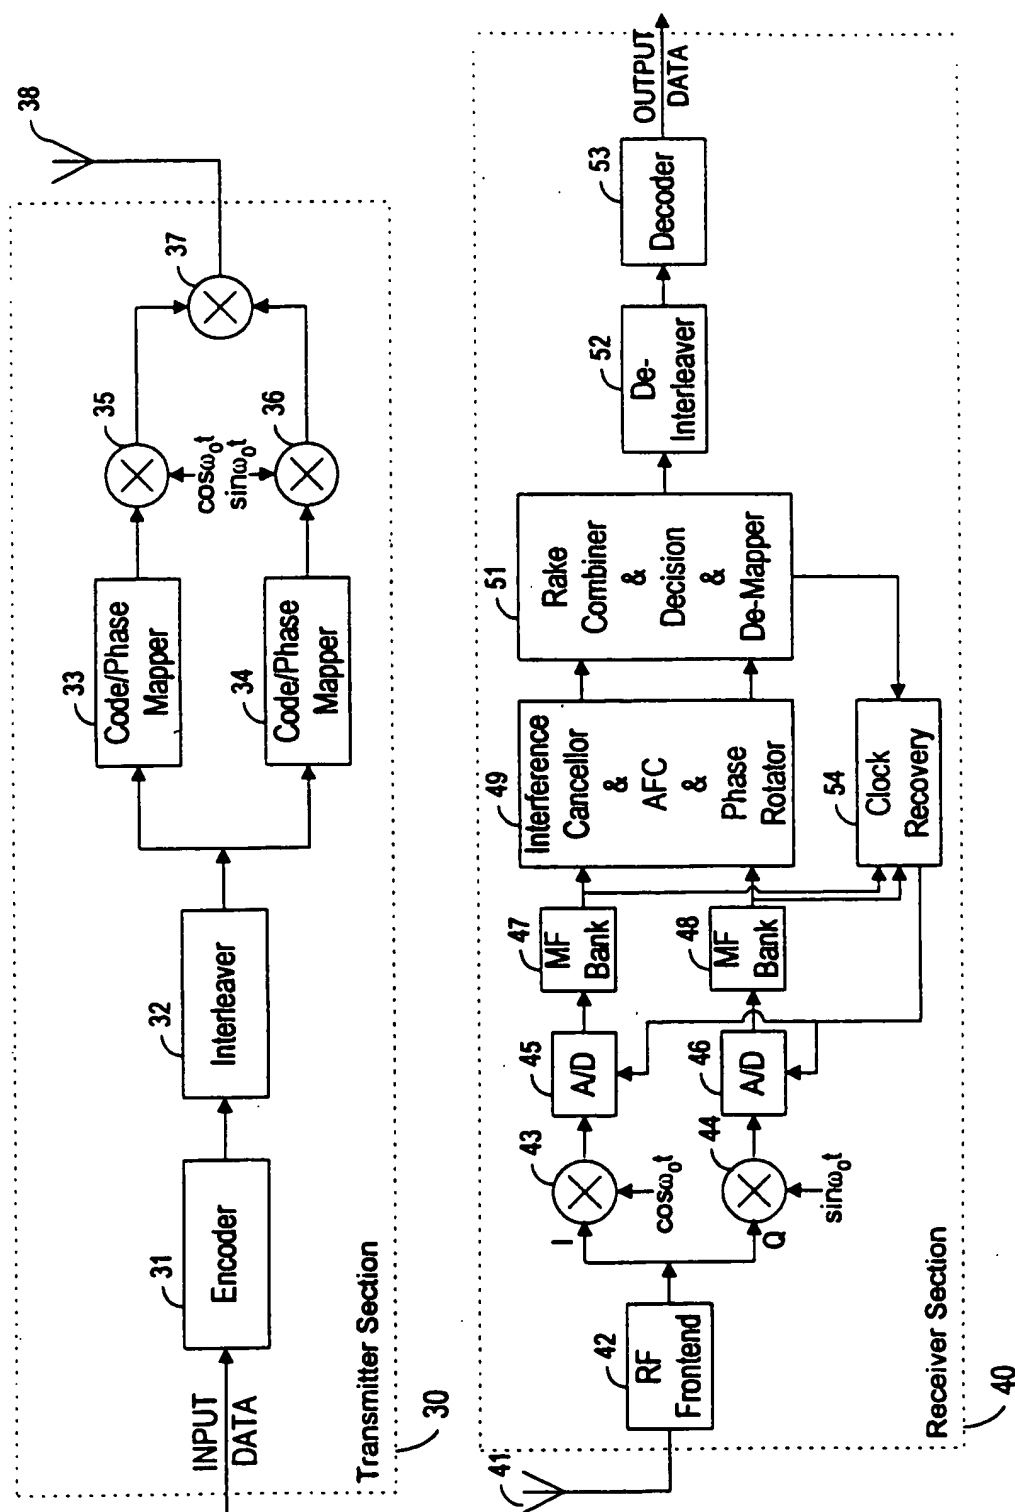 INPUT
DATA
31
Encoder
32
Interleaver
33
Code/Phase
Mapper
34
Code/Phase
Mapper
35
cosω₀t
sinω₀t
36
37
38
Transmitter Section
30
41
42
RF
Frontend
I
Q
43
cosω₀t
44
sinω₀t
45
A/D
46
A/D
47
MF
Bank
48
MF
Bank
49
Interference
Cancellor
&
AFC
&
Phase
Rotator
51
Rake
Combiner
&
Decision
&
De-Mapper
54
Clock
Recovery
52
De-
Interleaver
53
Decoder
OUTPUT
DATA
Receiver Section
40